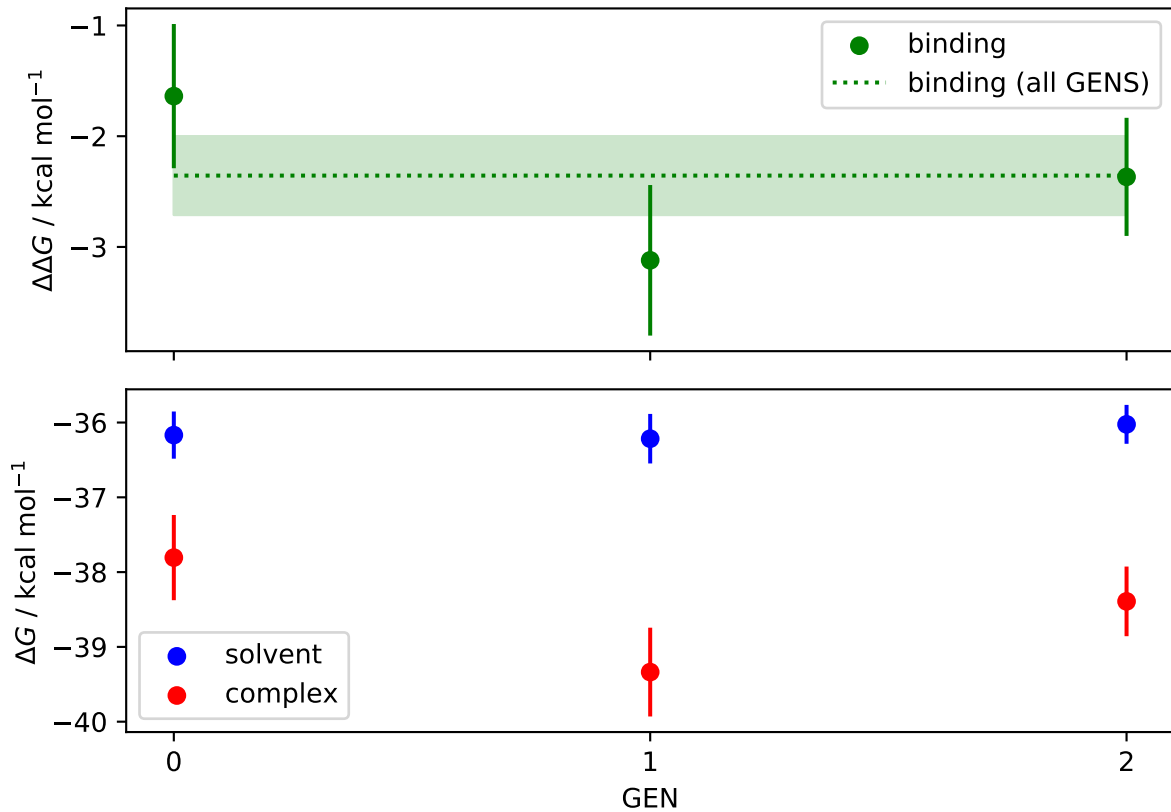 −1
−2
−3
ΔΔG / kcal mol⁻¹
binding
binding (all GENS)
−36
−37
−38
−39
−40
ΔG / kcal mol⁻¹
solvent
complex
0 1 2
GEN